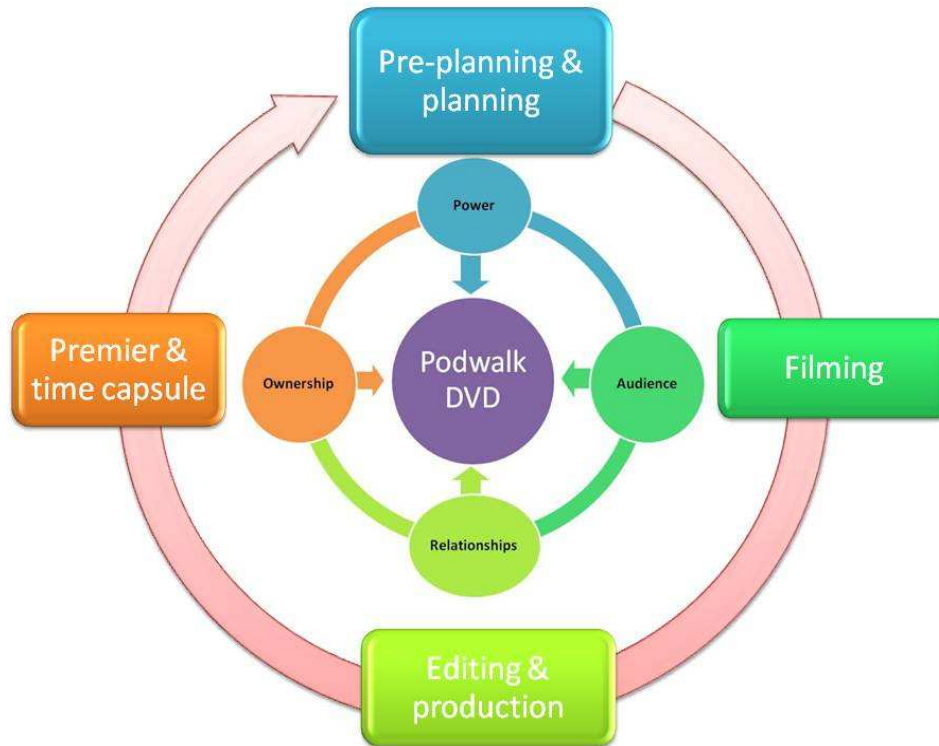 Pre-planning &
planning
Power
Premier &
time capsule
Ownership
Podwalk
DVD
Audience
Filming
Relationships
Editing &
production